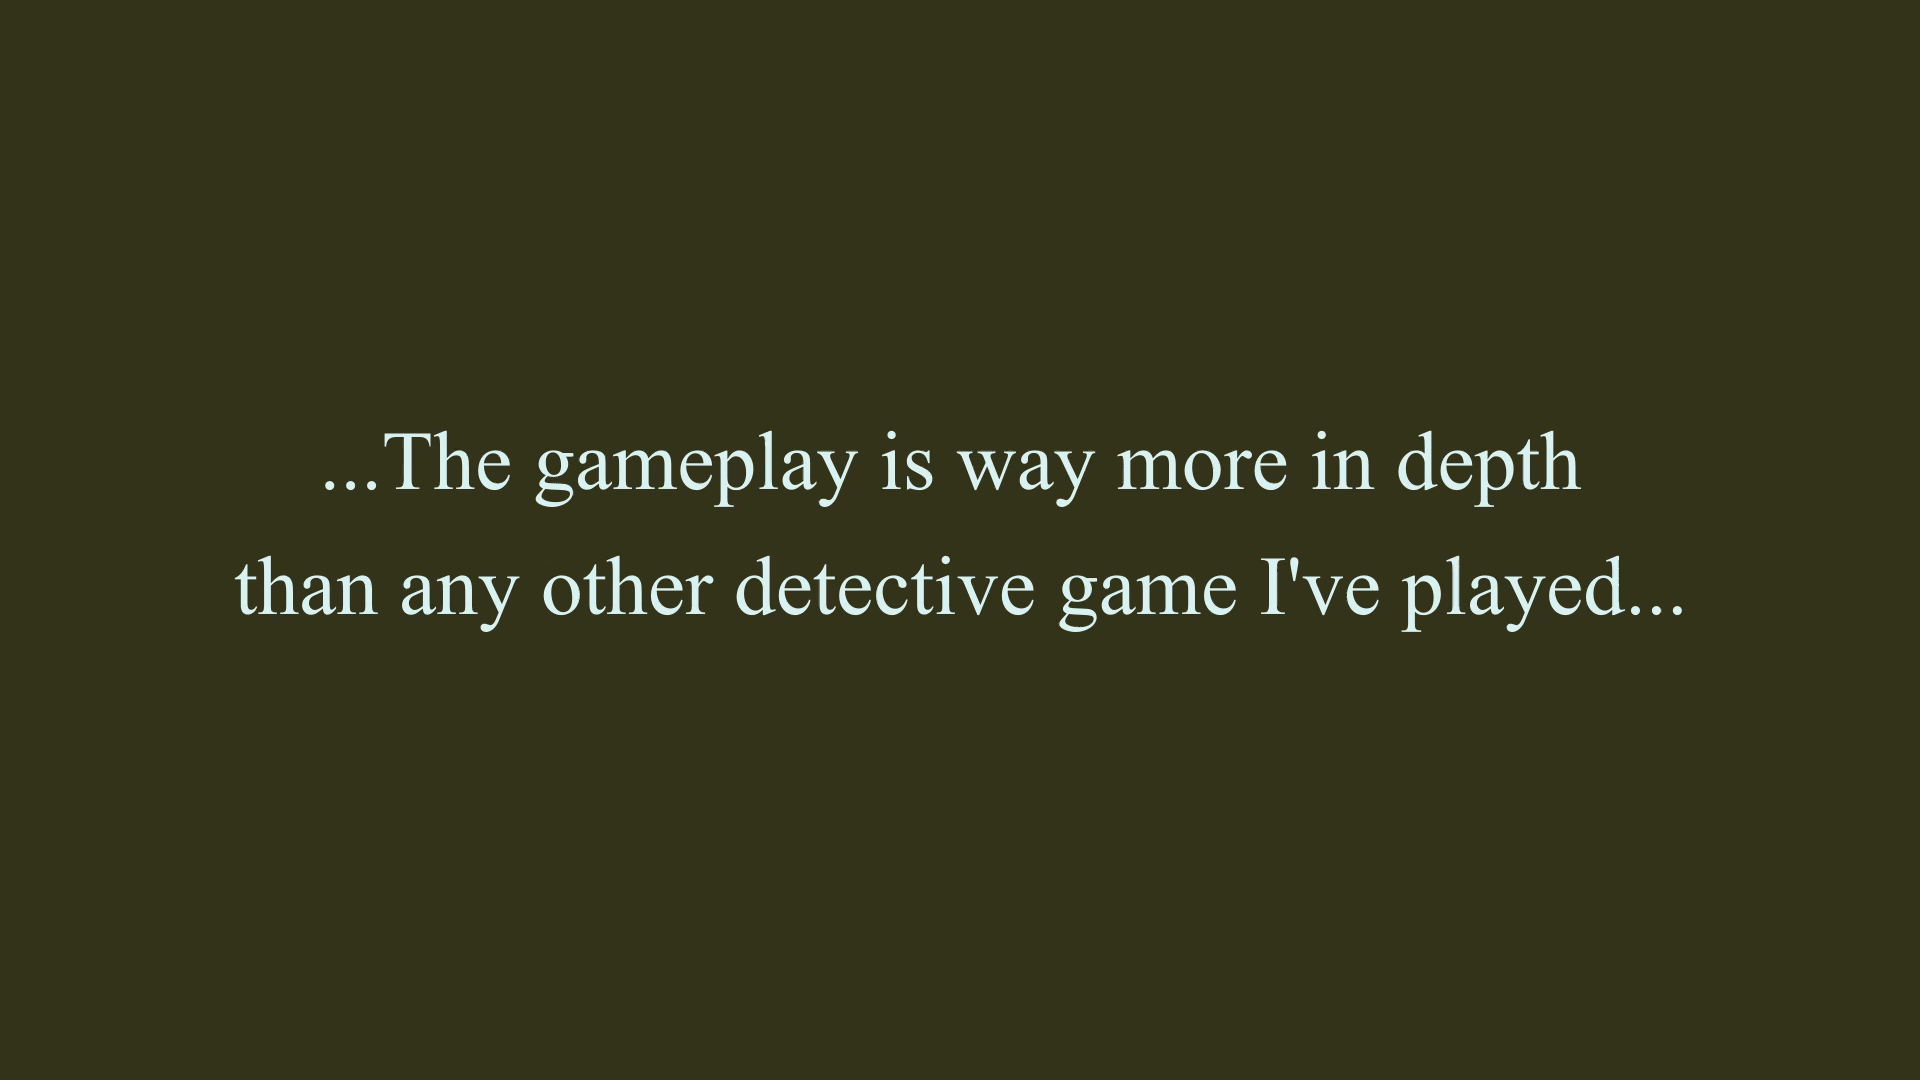 ...The gameplay is way more in depth
than any other detective game I've played...